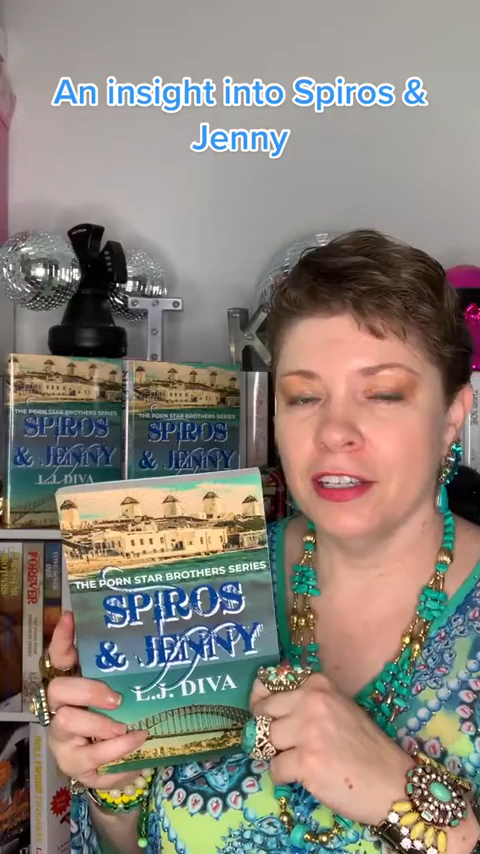 An insight into Spiros &
Jenny
T
K
THE PORN STAR BROTHERS SERIES
SPIROS
& JENNY
L.J. DIVA
THE PORN STAR BROTHERS SERIES
SPIROS
& JENNY
THE PORN STAR BROTHERS SERIES
SPIROS
& JENNY
L.J. DIVA
FOREVER